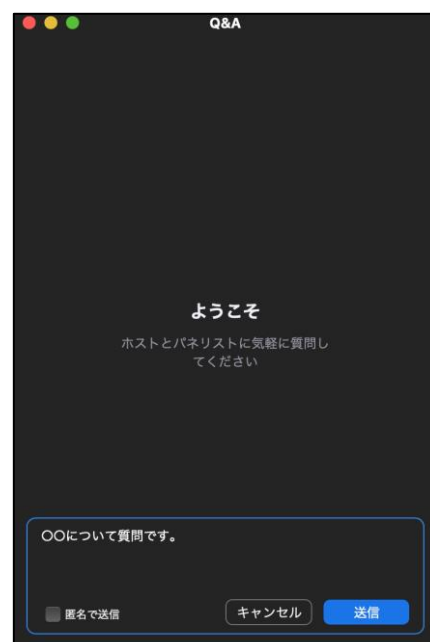 Q&A
ようこそ
ホストとパネリストに気軽に質問し
てください
〇〇について質問です。
匿名で送信
キャンセル
送信